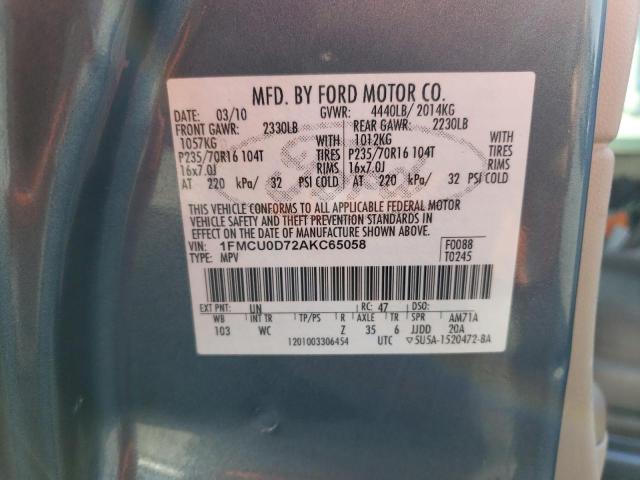 MFD. BY FORD MOTOR CO.
DATE: 03/10 GVWR: 4440LB/ 2014KG
FRONT GAWR: 2330LB REAR GAWR: 2230LB
1057KG WITH 1012KG WITH
P235/70R16 104T TIRES P235/70R16 104T TIRES
16x7.0J RIMS 16x7.0J RIMS
AT 220 kPa/ 32 PSI COLD AT 220 kPa/ 32 PSI COLD
THIS VEHICLE CONFORMS TO ALL APPLICABLE FEDERAL MOTOR
VEHICLE SAFETY AND THEFT PREVENTION STANDARDS IN
EFFECT ON THE DATE OF MANUFACTURE SHOWN ABOVE.
VIN: 1FMCU0D72AKC65058 F0088
TYPE: MPV T0245
EXT PNT: UN RC: 47 DSO:
WB INT TR TP/PS R AXLE TR SPR AM71A
103 WC Z 35 6 JJDD 20A
1201003306454 UTC ▽5U5A-1520472-BA
Ford